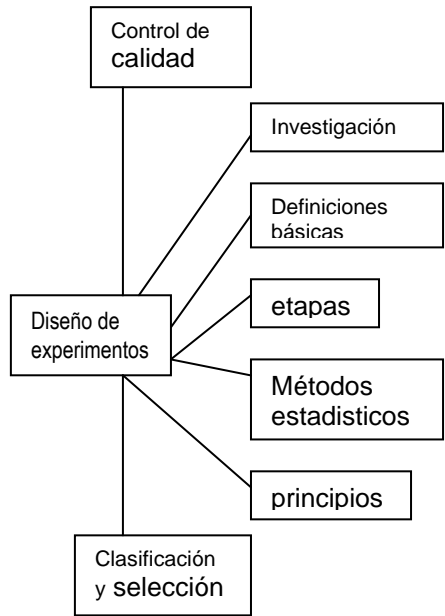 Control de
calidad
Investigación
Definiciones
básicas
etapas
Diseño de
experimentos
Métodos
estadisticos
principios
Clasificación
y selección